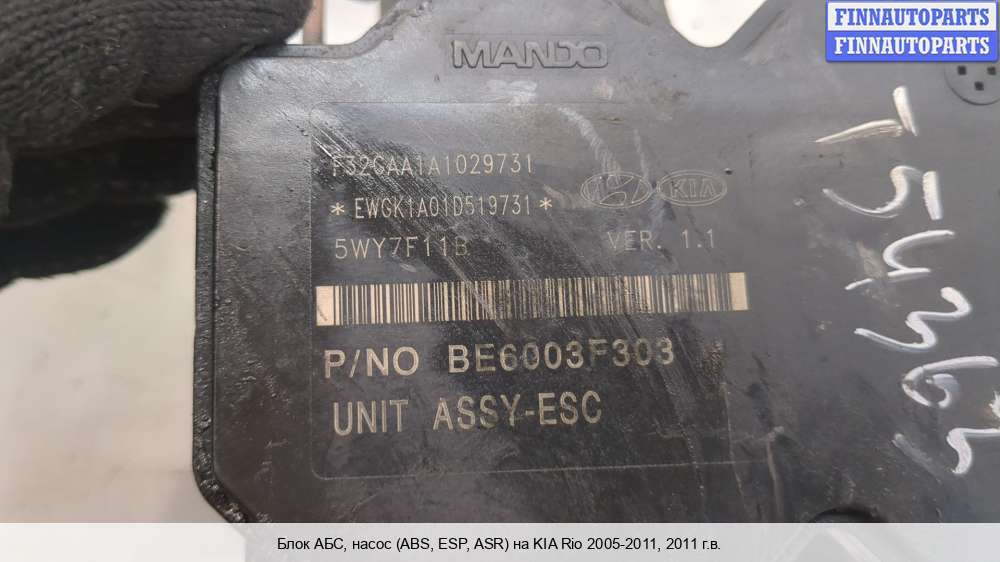 FINNAUTOPARTS
FINNAUTOPARTS
MANDO
F32GAA1A1029731
KIA
*EWGK1A01D519731*
5WY7F11B VER. 1.1
P/NO BE6003F303
UNIT ASSY-ESC
Блок АБС, насос (ABS, ESP, ASR) на KIA Rio 2005-2011, 2011 г.в.